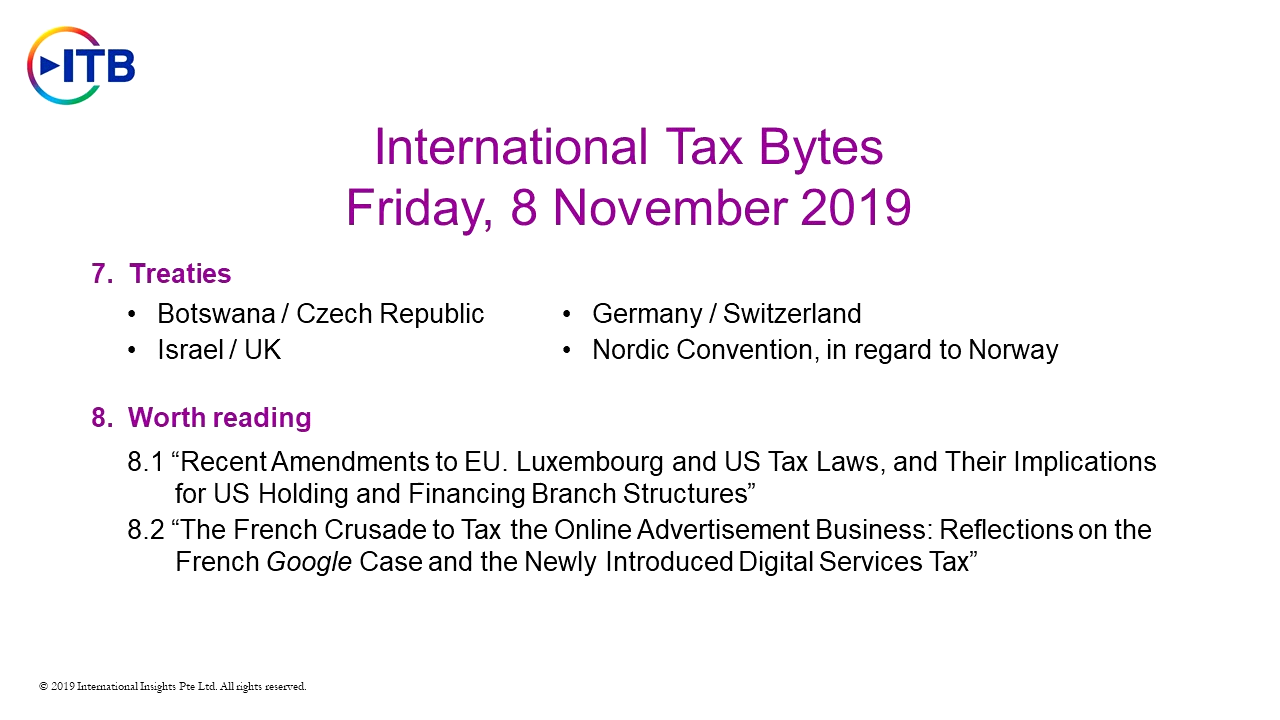 ITB
International Tax Bytes
Friday, 8 November 2019
7. Treaties
• Botswana / Czech Republic
• Israel / UK
• Germany / Switzerland
• Nordic Convention, in regard to Norway
8. Worth reading
8.1 “Recent Amendments to EU. Luxembourg and US Tax Laws, and Their Implications
for US Holding and Financing Branch Structures”
8.2 “The French Crusade to Tax the Online Advertisement Business: Reflections on the
French Google Case and the Newly Introduced Digital Services Tax”
© 2019 International Insights Pte Ltd. All rights reserved.